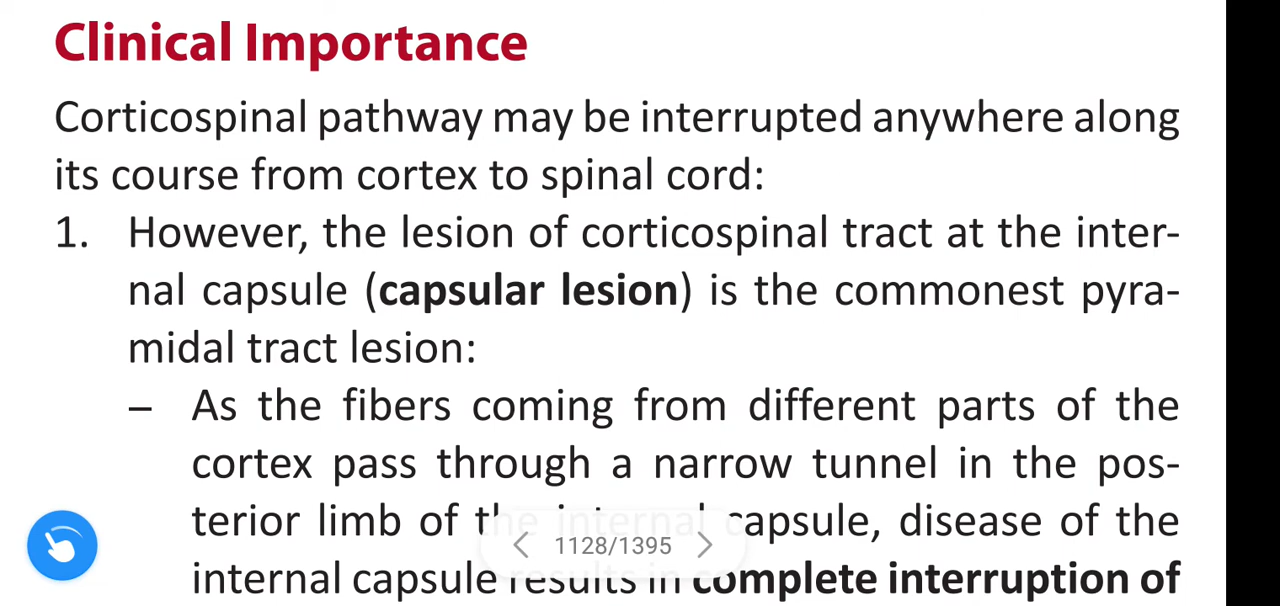 Clinical Importance
Corticospinal pathway may be interrupted anywhere along
its course from cortex to spinal cord:
1. However, the lesion of corticospinal tract at the inter-
nal capsule (capsular lesion) is the commonest pyra-
midal tract lesion:
– As the fibers coming from different parts of the
cortex pass through a narrow tunnel in the pos-
terior limb of the internal capsule, disease of the
1128/1395
internal capsule results in complete interruption of